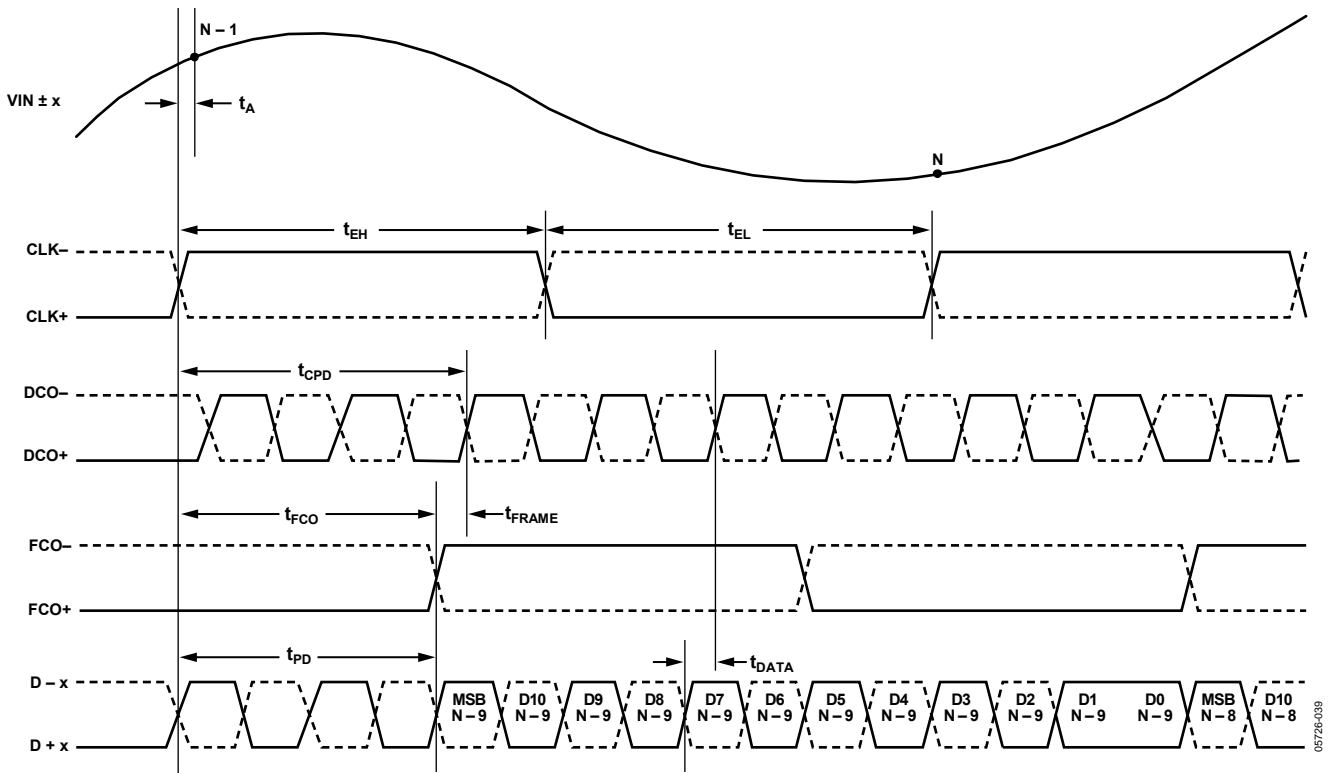 N – 1
VIN ± x
tA
N
tEH
tEL
CLK–
CLK+
tCPD
DCO–
DCO+
tFCO
tFRAME
FCO–
FCO+
tPD
tDATA
D – x
D + x
MSB N – 9
D10 N – 9
D9 N – 9
D8 N – 9
D7 N – 9
D6 N – 9
D5 N – 9
D4 N – 9
D3 N – 9
D2 N – 9
D1 N – 9
D0 N – 9
MSB N – 8
D10 N – 8
05726-039